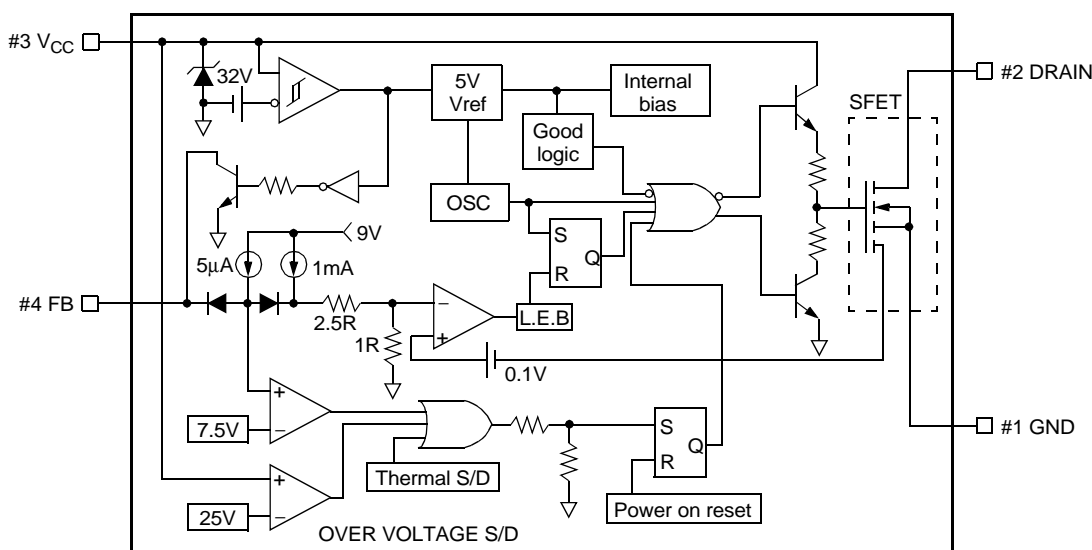 #3 VCC
32V
5V
Vref
Internal
bias
#2 DRAIN
SFET
Good
logic
OSC
S
R
Q
9V
5μA
1mA
#4 FB
2.5R
1R
−
+
L.E.B
0.1V
+
−
7.5V
Thermal S/D
S
R
Q
#1 GND
+
−
25V
Power on reset
OVER VOLTAGE S/D